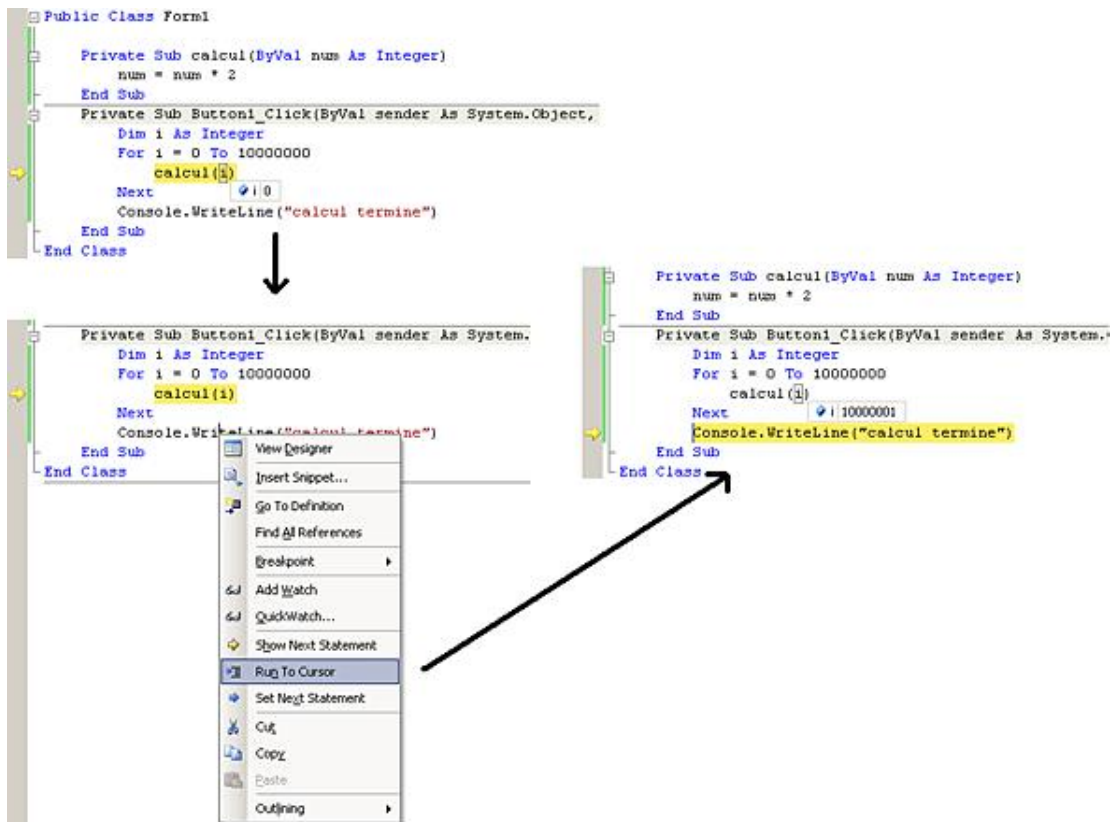 Public Class Form1
Private Sub calcul(ByVal num As Integer)
num = num * 2
End Sub
Private Sub Button1_Click(ByVal sender As System.Object,
Dim i As Integer
For i = 0 To 10000000
calcul(i)
Next
i 0
Console.WriteLine("calcul termine")
End Sub
End Class
Private Sub Button1_Click(ByVal sender As System.
Dim i As Integer
For i = 0 To 10000000
calcul(i)
Next
Console.WriteLine("calcul termine")
End Sub
End Class
View Designer
Insert Snippet...
Go To Definition
Find All References
Breakpoint
Add Watch
QuickWatch...
Show Next Statement
Run To Cursor
Set Next Statement
Cut
Copy
Paste
Outlining
Private Sub calcul(ByVal num As Integer)
num = num * 2
End Sub
Private Sub Button1_Click(ByVal sender As System.
Dim i As Integer
For i = 0 To 10000000
calcul(i)
Next
i 10000001
Console.WriteLine("calcul termine")
End Sub
End Class